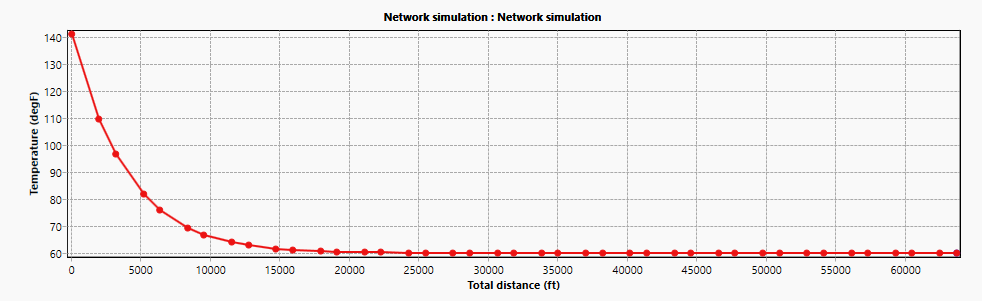 Network simulation : Network simulation
140
130
120
110
100
90
80
70
60
Temperature (degF)
0 5000 10000 15000 20000 25000 30000 35000 40000 45000 50000 55000 60000
Total distance (ft)